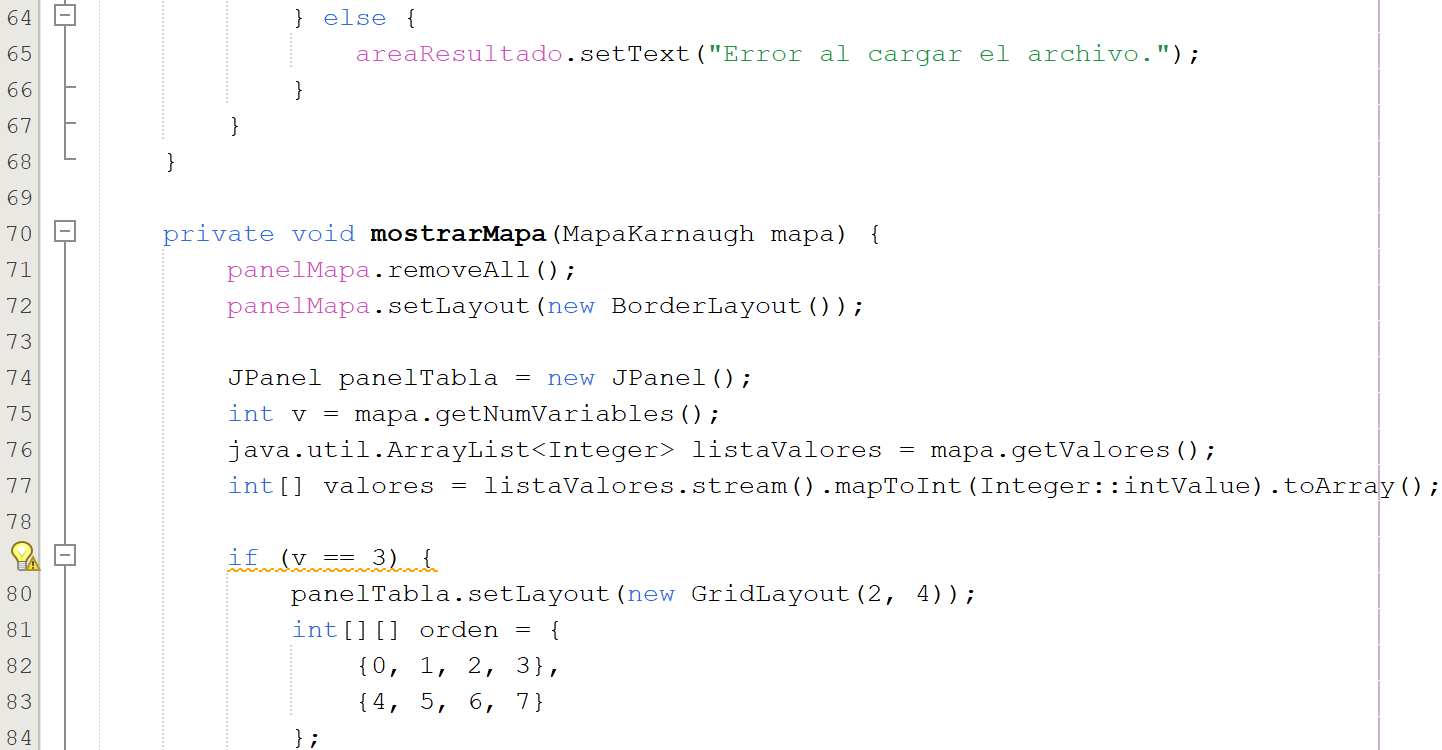 64 } else {
65 areaResultado.setText("Error al cargar el archivo.");
66 }
67 }
68 }
69
70 private void mostrarMapa(MapaKarnaugh mapa) {
71 panelMapa.removeAll();
72 panelMapa.setLayout(new BorderLayout());
73
74 JPanel panelTabla = new JPanel();
75 int v = mapa.getNumVariables();
76 java.util.ArrayList<Integer> listaValores = mapa.getValores();
77 int[] valores = listaValores.stream().mapToInt(Integer::intValue).toArray();
78
if (v == 3) {
80 panelTabla.setLayout(new GridLayout(2, 4));
81 int[][] orden = {
82 {0, 1, 2, 3},
83 {4, 5, 6, 7}
84 };